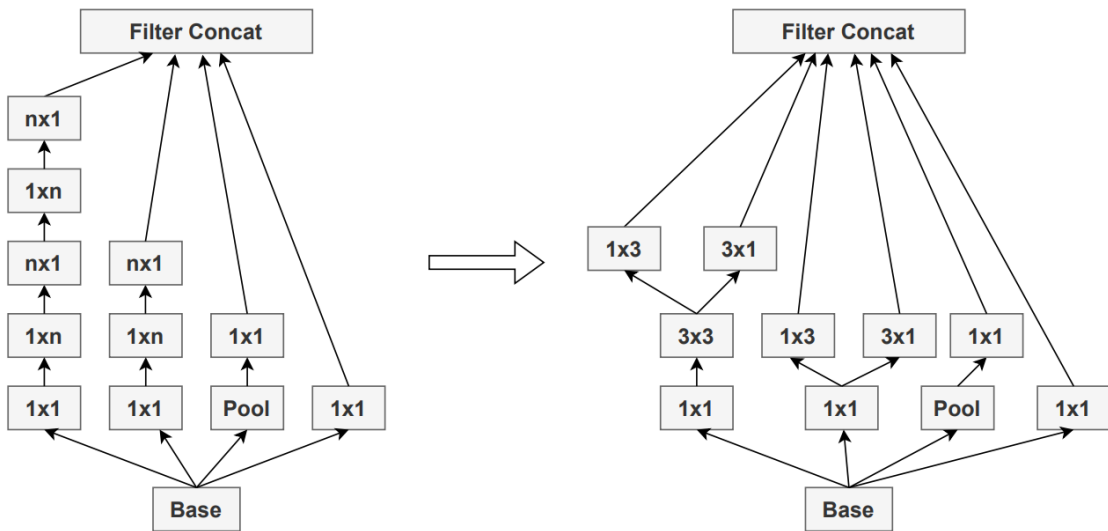 Filter Concat
nx1
1xn
nx1
nx1
1xn
1xn
1x1
1x1
1x1
Pool
1x1
Base
Filter Concat
1x3
3x1
3x3
1x3
3x1
1x1
1x1
1x1
Pool
1x1
Base